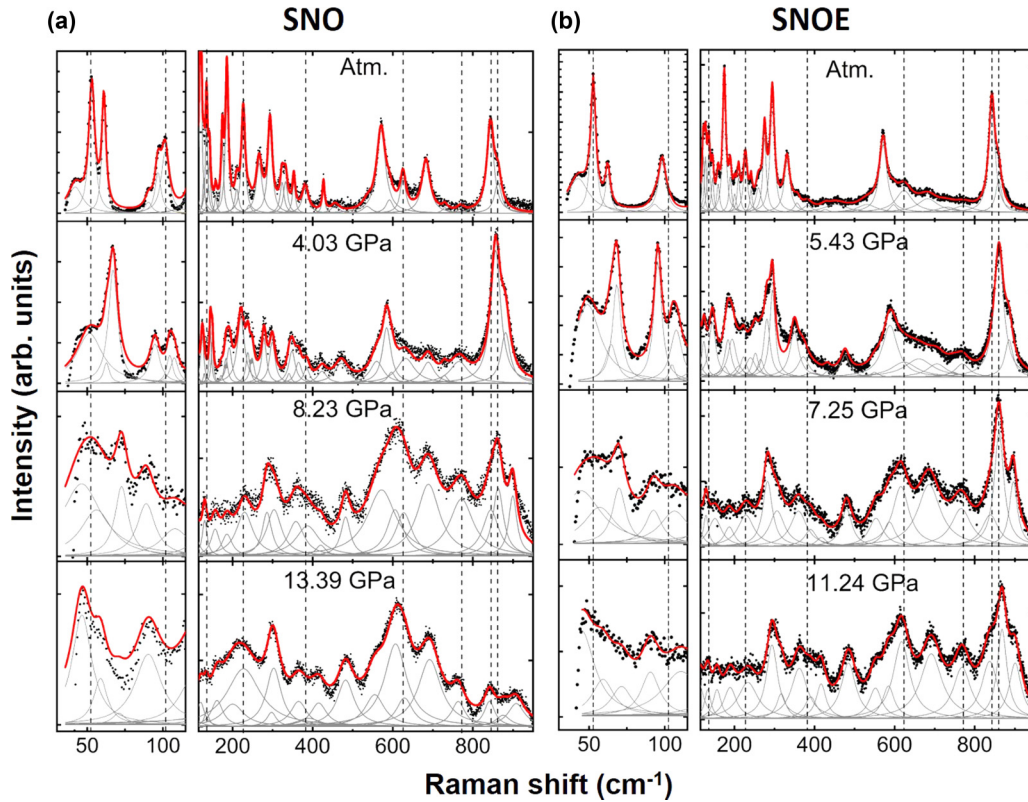 (a) SNO (b) SNOE
Atm. Atm.
4.03 GPa 5.43 GPa
8.23 GPa 7.25 GPa
13.39 GPa 11.24 GPa
Intensity (arb. units)
50 100 200 400 600 800 50 100 200 400 600 800
Raman shift (cm⁻¹)